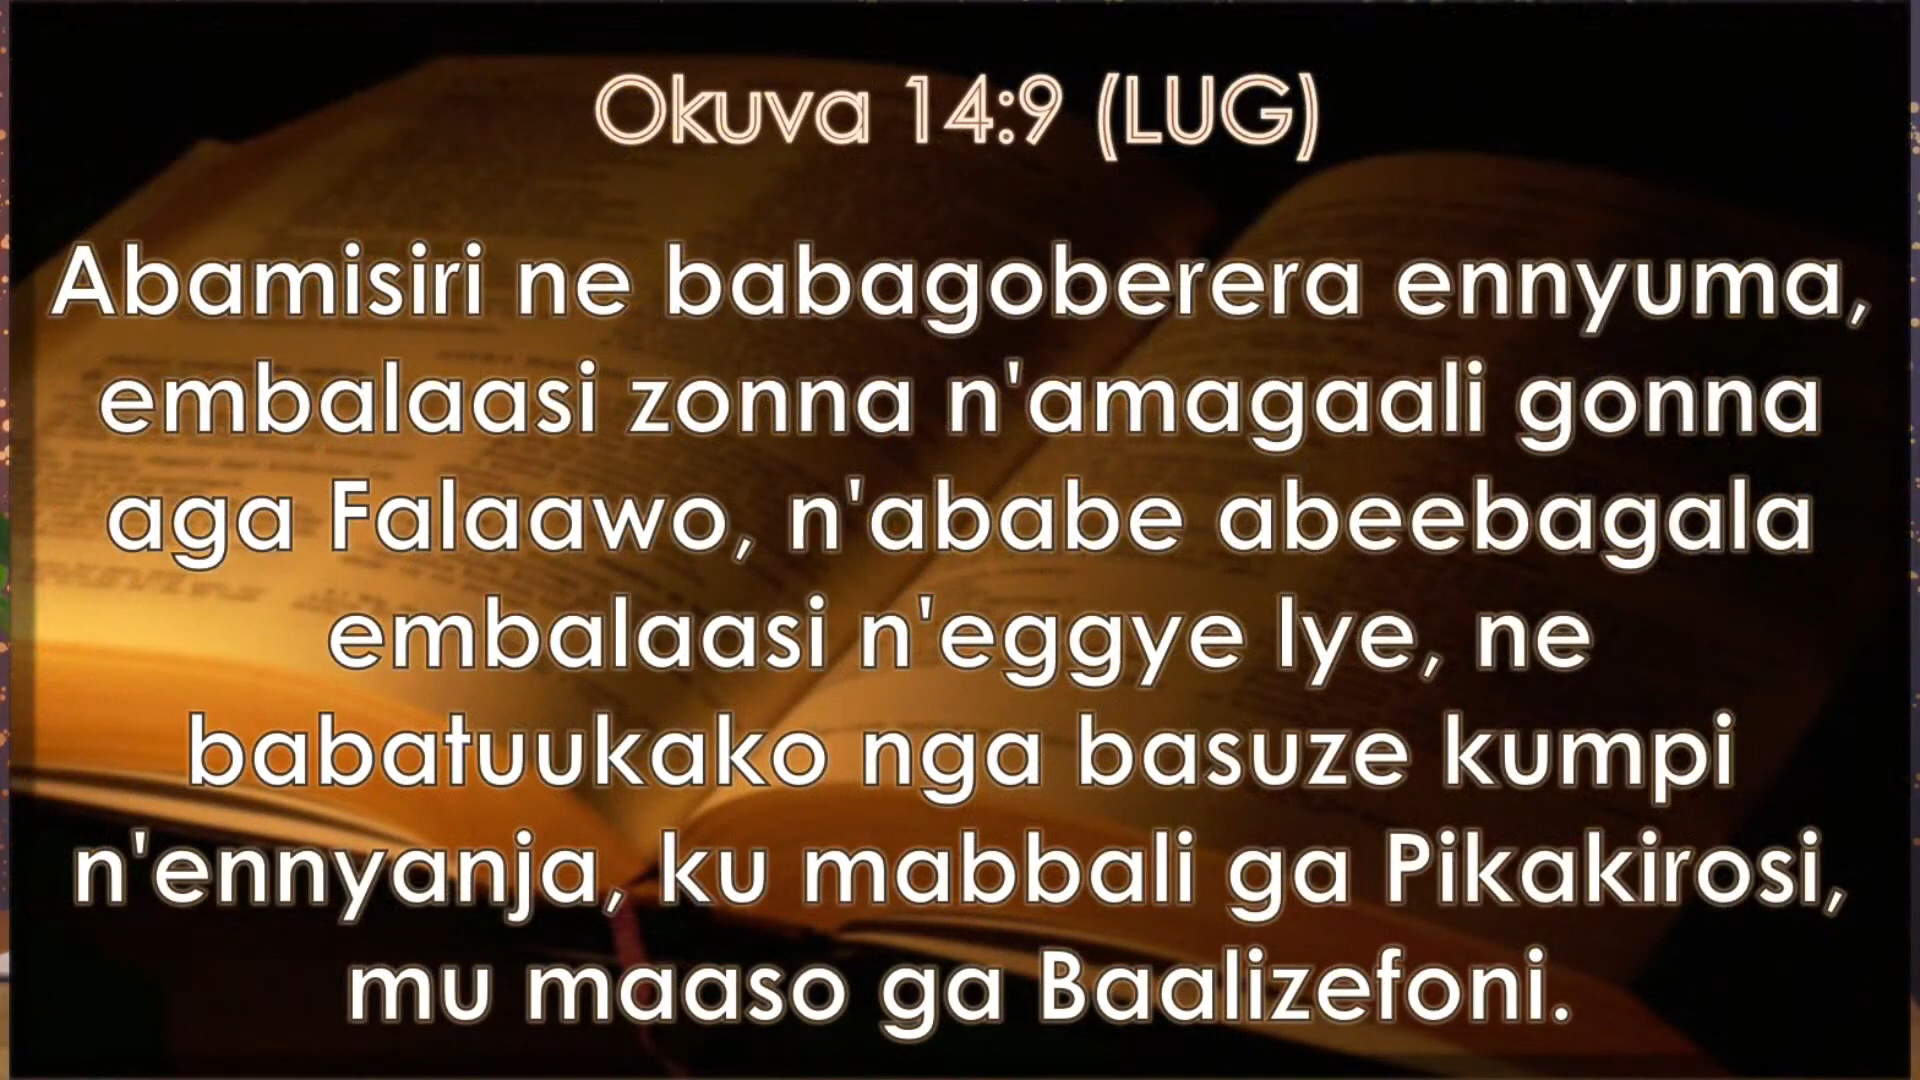 Okuva 14:9 (LUG)
Abamisiri ne babagoberera ennyuma,
embalaasi zonna n'amagaali gonna
aga Falaawo, n'ababe abeebagala
embalaasi n'eggye lye, ne
babatuukako nga basuze kumpi
n'ennyanja, ku mabbali ga Pikakirosi,
mu maaso ga Baalizefoni.